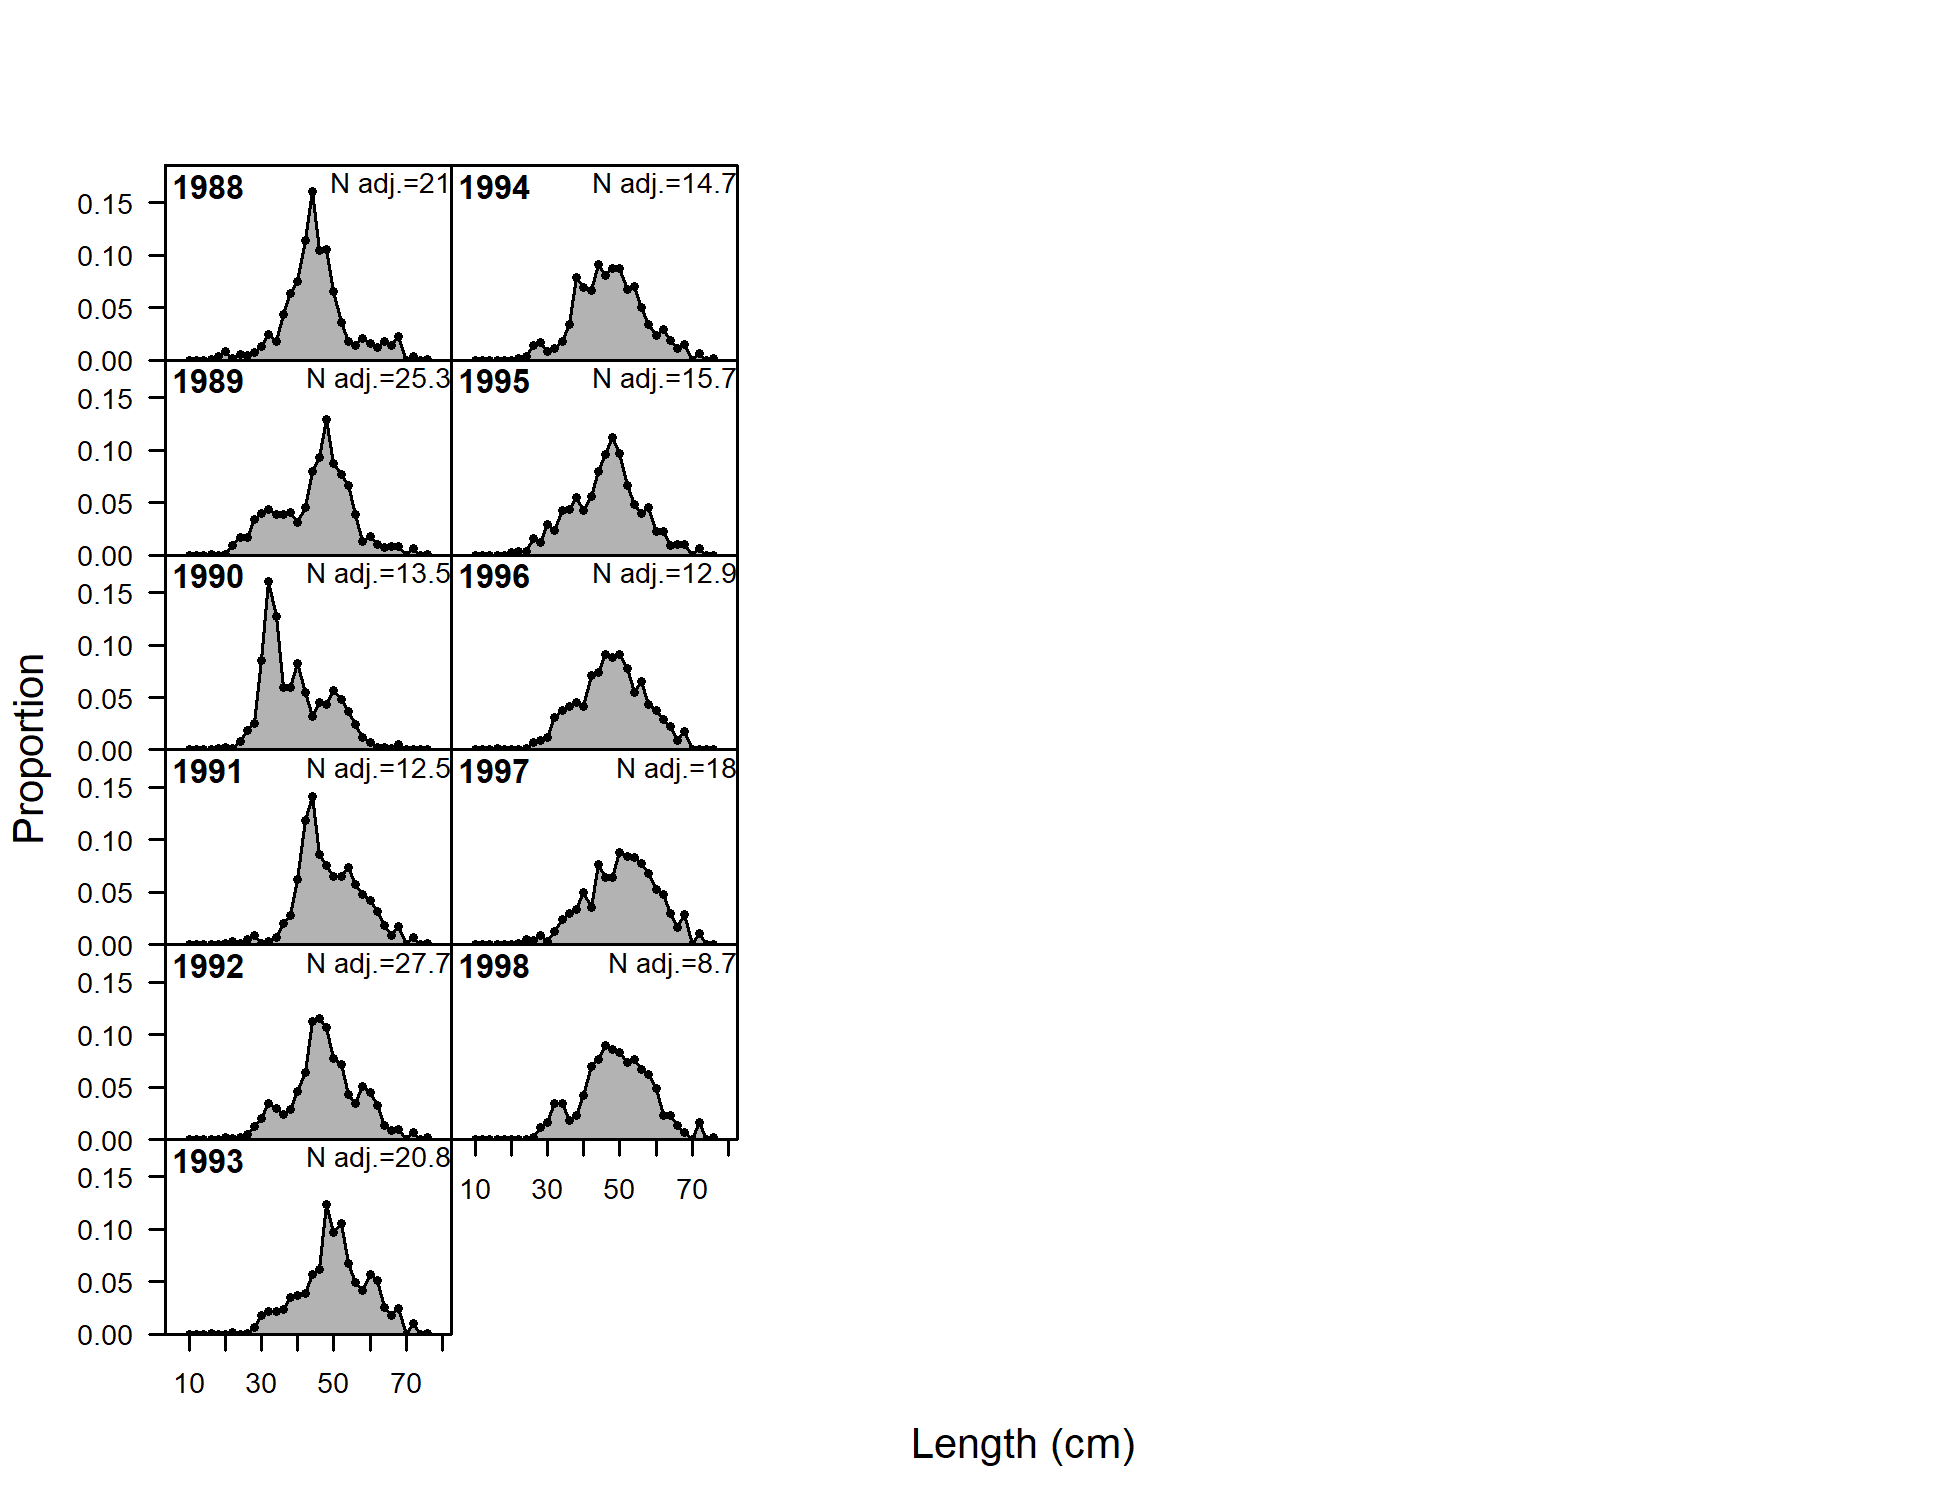 1988 N adj.=21 1994 N adj.=14.7
0.15
0.10
0.05
0.00
1989 N adj.=25.3 1995 N adj.=15.7
0.15
0.10
0.05
0.00
1990 N adj.=13.5 1996 N adj.=12.9
0.15
0.10
0.05
0.00
1991 N adj.=12.5 1997 N adj.=18
0.15
0.10
0.05
0.00
1992 N adj.=27.7 1998 N adj.=8.7
0.15
0.10
0.05
0.00
1993 N adj.=20.8
0.15
0.10
0.05
0.00
10 30 50 70
10 30 50 70
Proportion
Length (cm)